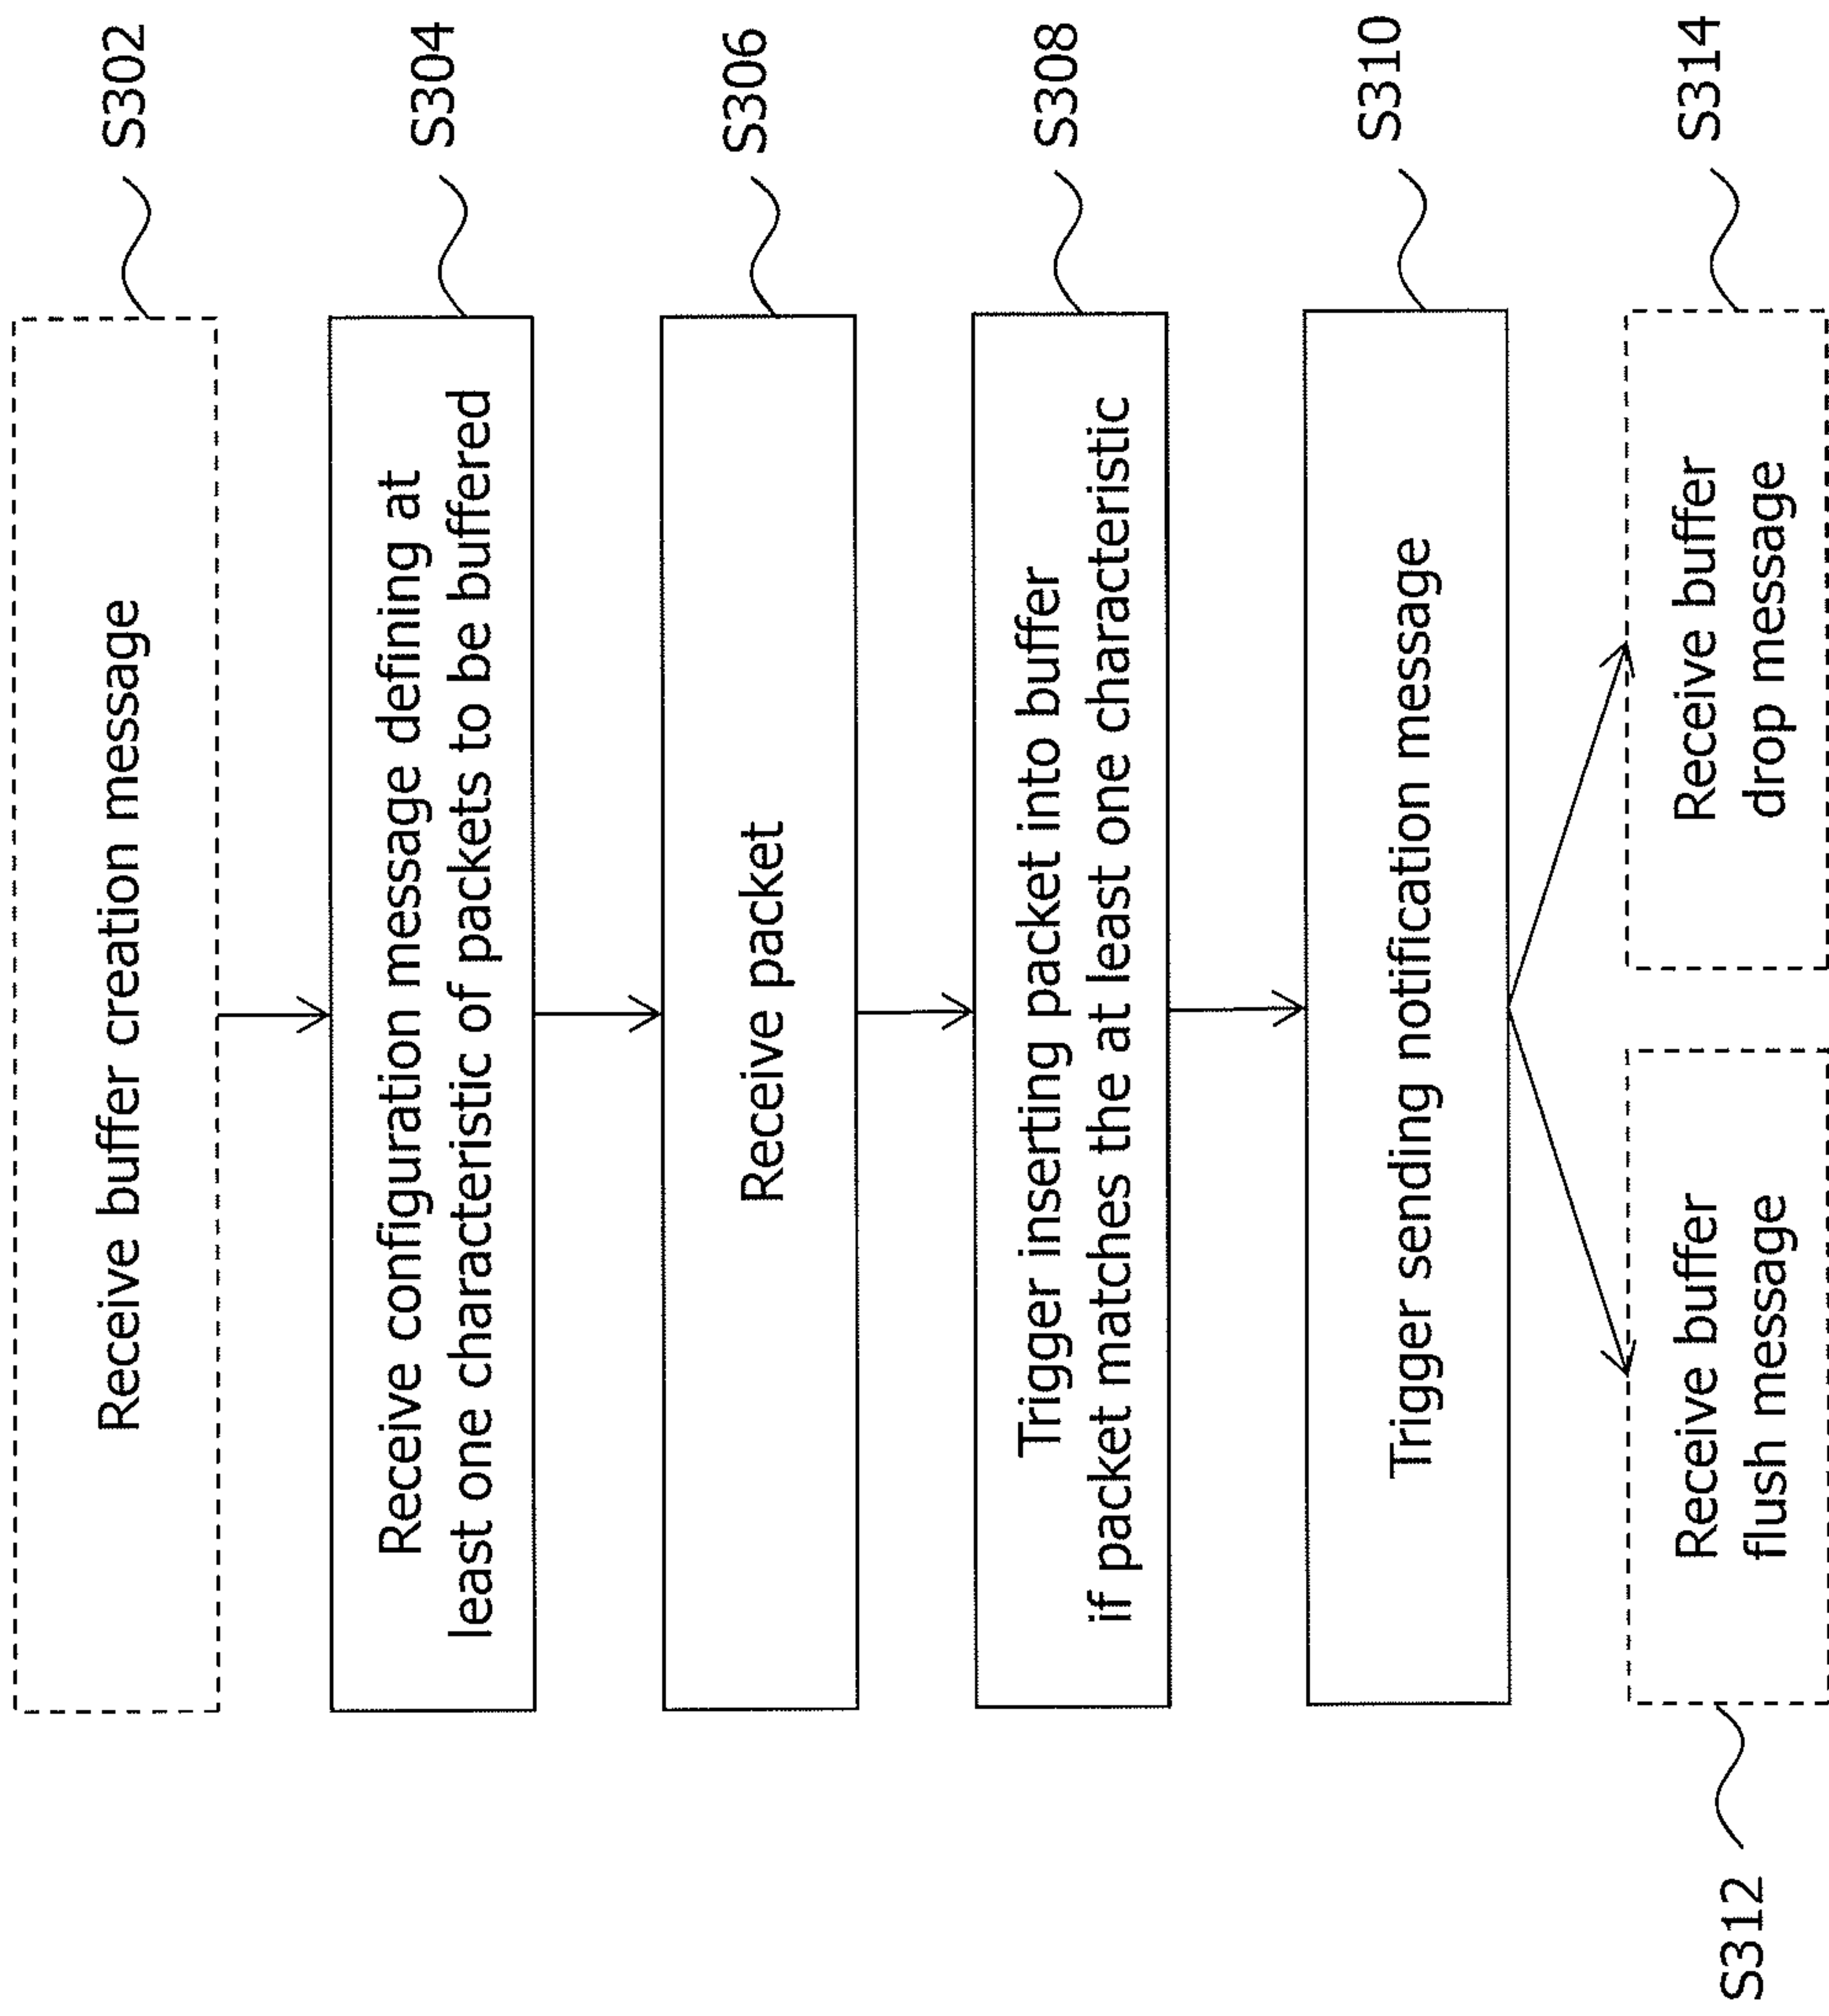 Receive buffer creation message
S302
Receive configuration message defining at
least one characteristic of packets to be buffered
S304
Receive packet
S306
Trigger inserting packet into buffer
if packet matches the at least one characteristic
S308
Trigger sending notification message
S310
S312
Receive buffer
flush message
Receive buffer
drop message
S314